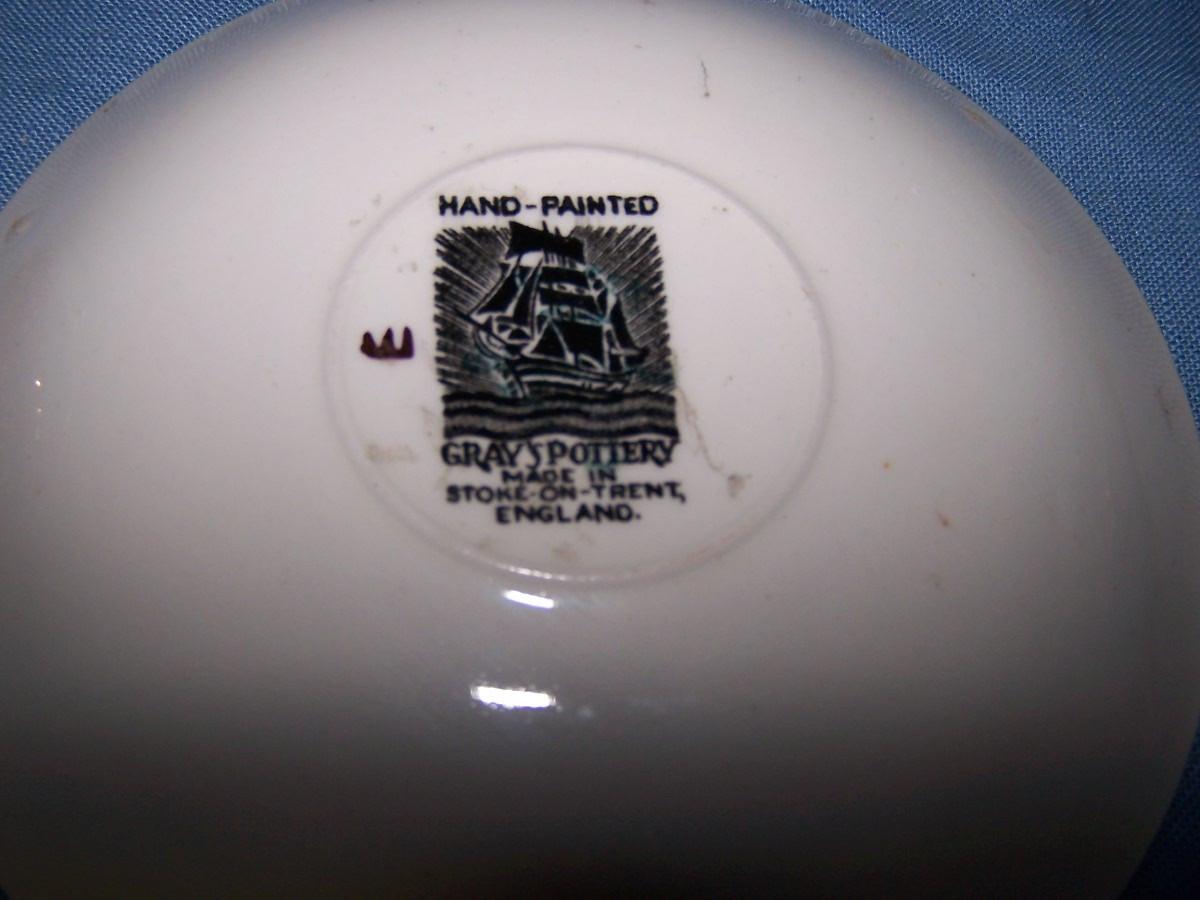 HAND-PAINTED
E
GRAY'S POTTERY
MADE IN
STOKE-ON-TRENT,
ENGLAND.